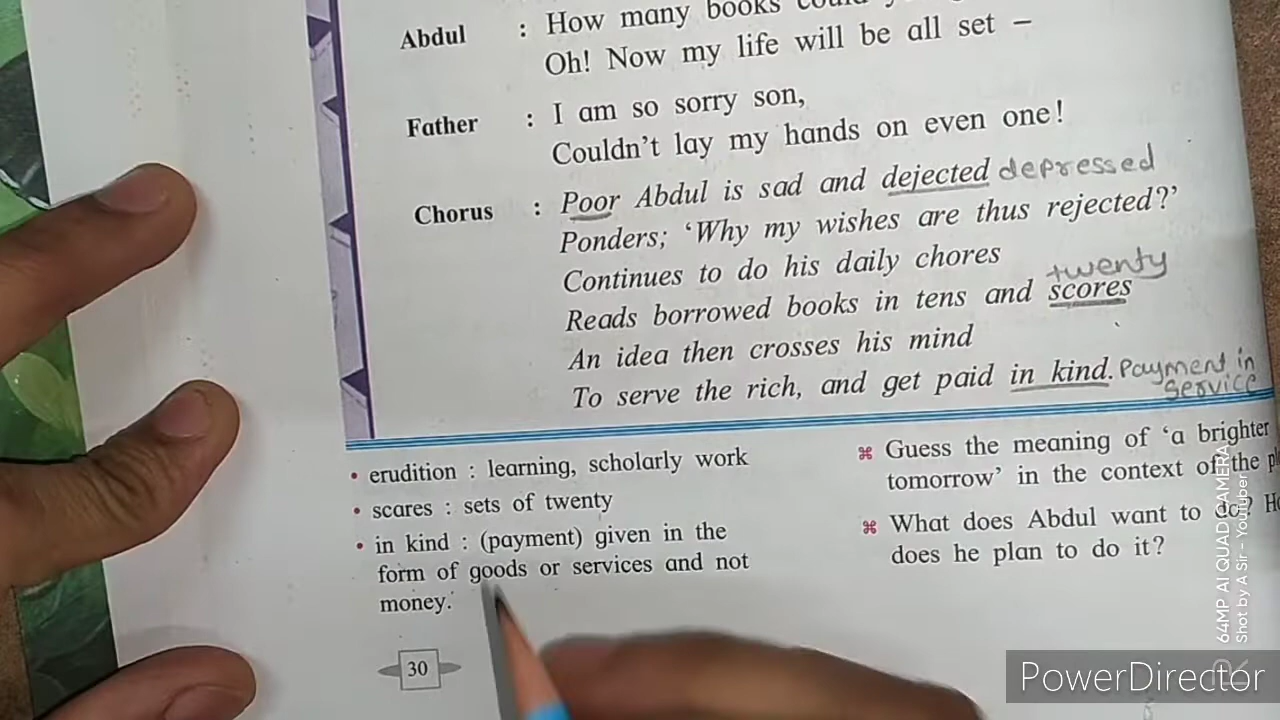 Abdul : How many books
Oh! Now my life will be all set –
Father : I am so sorry son,
Couldn't lay my hands on even one!
Chorus : Poor Abdul is sad and dejected depressed
Ponders; 'Why my wishes are thus rejected?'
Continues to do his daily chores
twenty
Reads borrowed books in tens and scores
An idea then crosses his mind
To serve the rich, and get paid in kind. Payment in
service
• erudition : learning, scholarly work
• scares : sets of twenty
• in kind : (payment) given in the
form of goods or services and not
money.
30
⌘ Guess the meaning of 'a brighter
tomorrow' in the context of the
⌘ What does Abdul want to do?
does he plan to do it?
64MP AI QUAD CAMERA
Shot by A Sir - YouTuber
PowerDirector